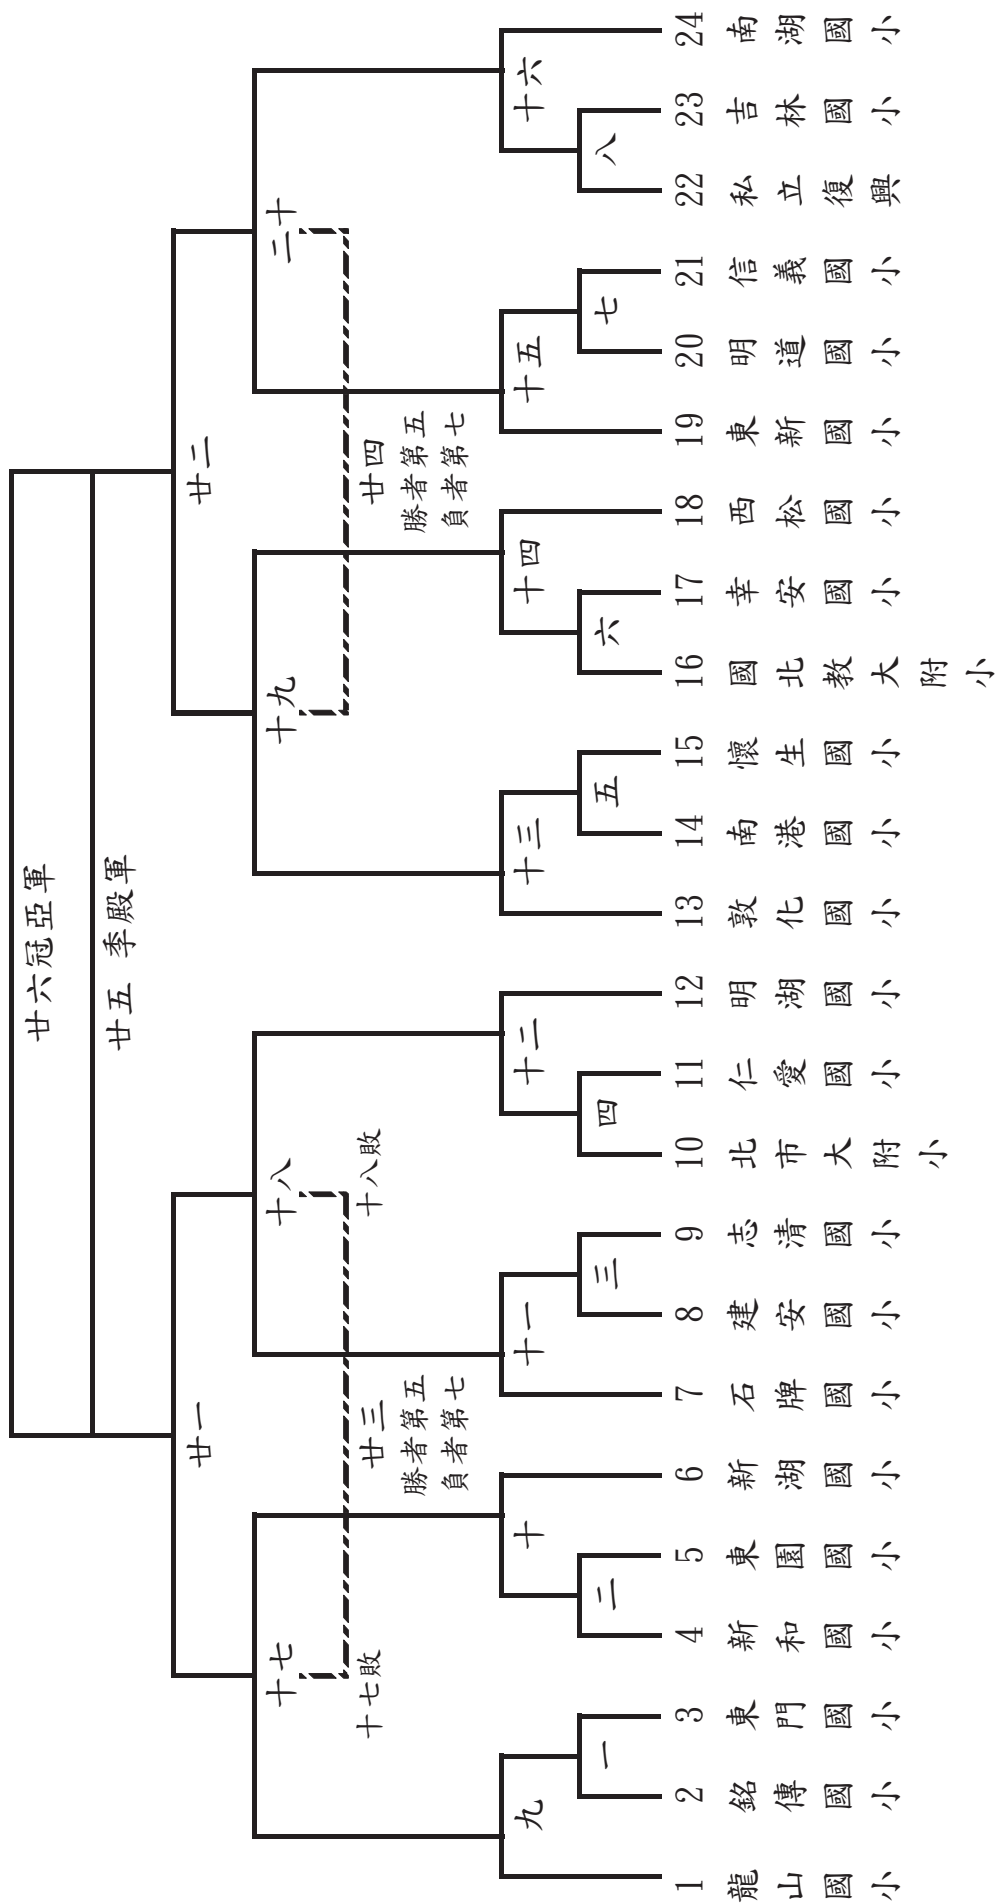 廿六冠亞軍
廿五 季殿軍
廿一
廿二
十七
十八
十九
二十
十七敗
廿三
勝者第五
負者第七
十八敗
廿四
勝者第五
負者第七
九
十
十一
十二
十三
十四
十五
十六
一
二
三
四
五
六
七
八
1 龍山國小
2 銘傳國小
3 東門國小
4 新和國小
5 東園國小
6 新湖國小
7 石牌國小
8 建安國小
9 志清國小
10 北市大附小
11 仁愛國小
12 明湖國小
13 敦化國小
14 南港國小
15 懷生國小
16 國北教大附小
17 幸安國小
18 西松國小
19 東新國小
20 明道國小
21 信義國小
22 私立復興
23 吉林國小
24 南湖國小